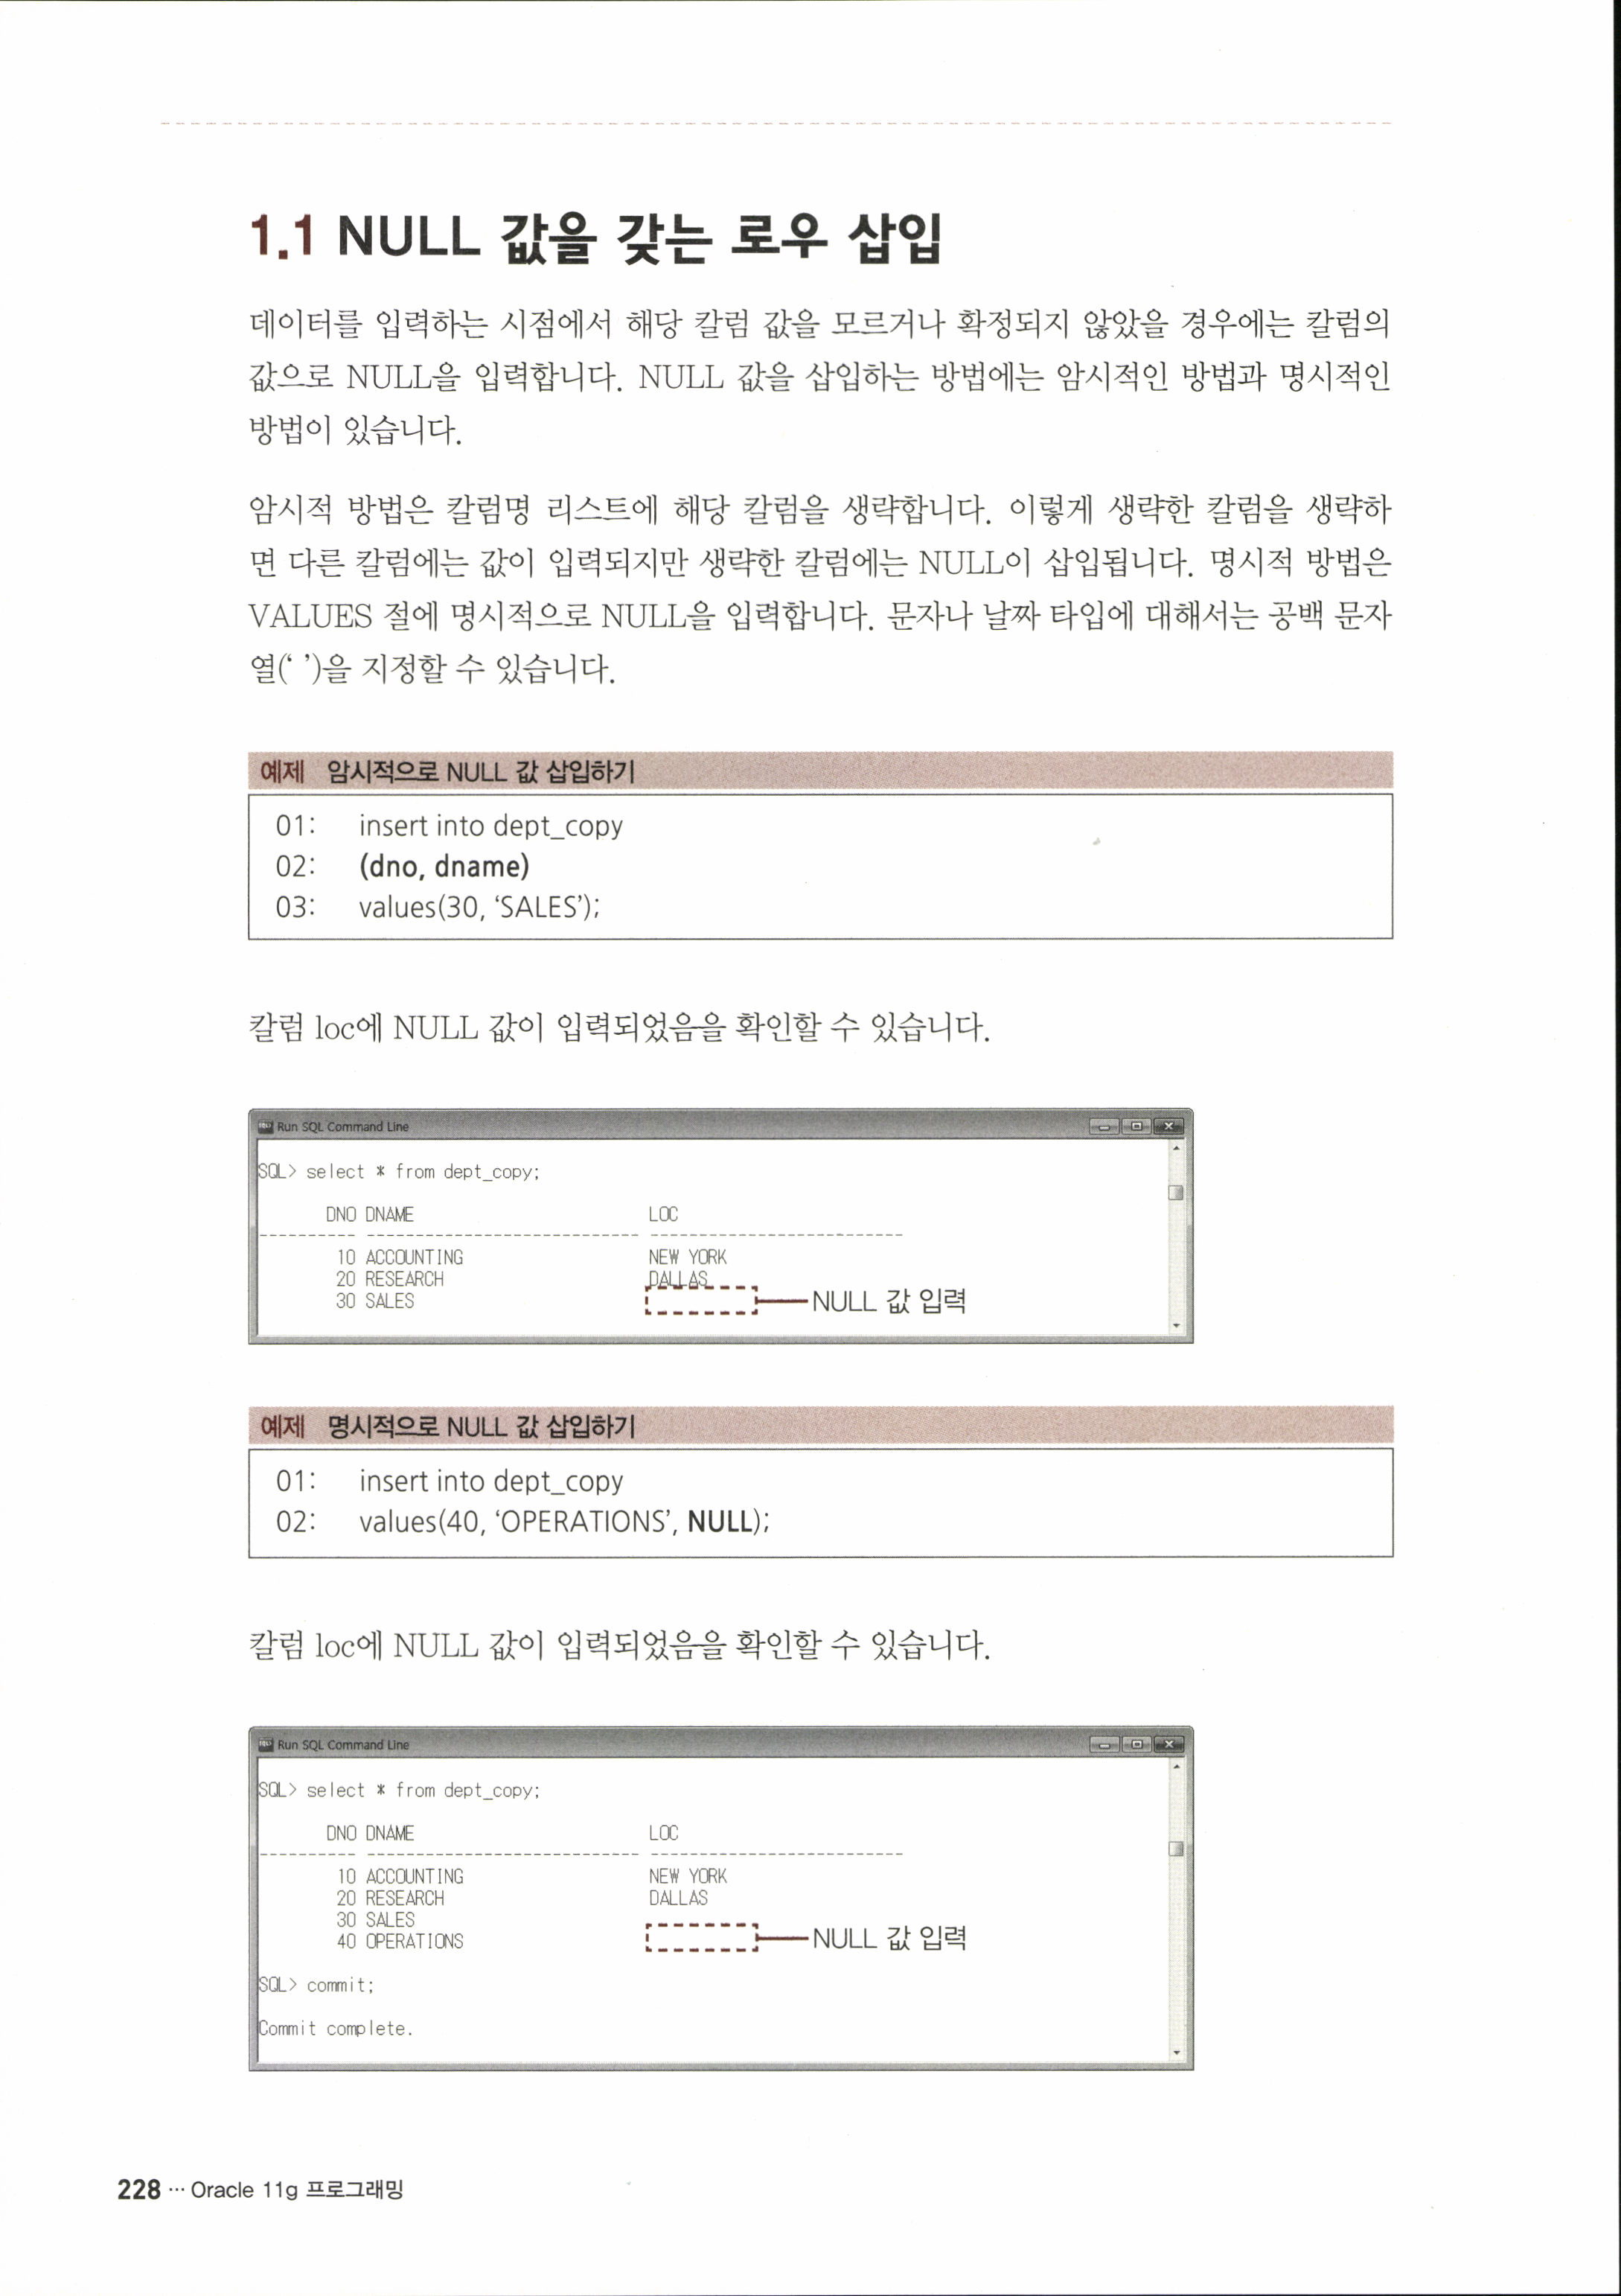 1.1 NULL 값을 갖는 로우 삽입
데이터를 입력하는 시점에서 해당 칼럼 값을 모르거나 확정되지 않았을 경우에는 칼럼의
값으로 NULL을 입력합니다. NULL 값을 삽입하는 방법에는 암시적인 방법과 명시적인
방법이 있습니다.
암시적 방법은 칼럼명 리스트에 해당 칼럼을 생략합니다. 이렇게 생략한 칼럼을 생략하
면 다른 칼럼에는 값이 입력되지만 생략한 칼럼에는 NULL이 삽입됩니다. 명시적 방법은
VALUES 절에 명시적으로 NULL을 입력합니다. 문자나 날짜 타입에 대해서는 공백 문자
열(‘ ’)을 지정할 수 있습니다.
예제 암시적으로 NULL 값 삽입하기
01: insert into dept_copy
02: (dno, dname)
03: values(30, ‘SALES’);
칼럼 loc에 NULL 값이 입력되었음을 확인할 수 있습니다.
Run SQL Command Line
SQL> select * from dept_copy;
DNO DNAME LOC
---------- ---------------------------- --------------------------
10 ACCOUNTING NEW YORK
20 RESEARCH DALLAS
30 SALES NULL 값 입력
예제 명시적으로 NULL 값 삽입하기
01: insert into dept_copy
02: values(40, ‘OPERATIONS’, NULL);
칼럼 loc에 NULL 값이 입력되었음을 확인할 수 있습니다.
Run SQL Command Line
SQL> select * from dept_copy;
DNO DNAME LOC
---------- ---------------------------- --------------------------
10 ACCOUNTING NEW YORK
20 RESEARCH DALLAS
30 SALES
40 OPERATIONS NULL 값 입력
SQL> commit;
Commit complete.
228 ··· Oracle 11g 프로그래밍